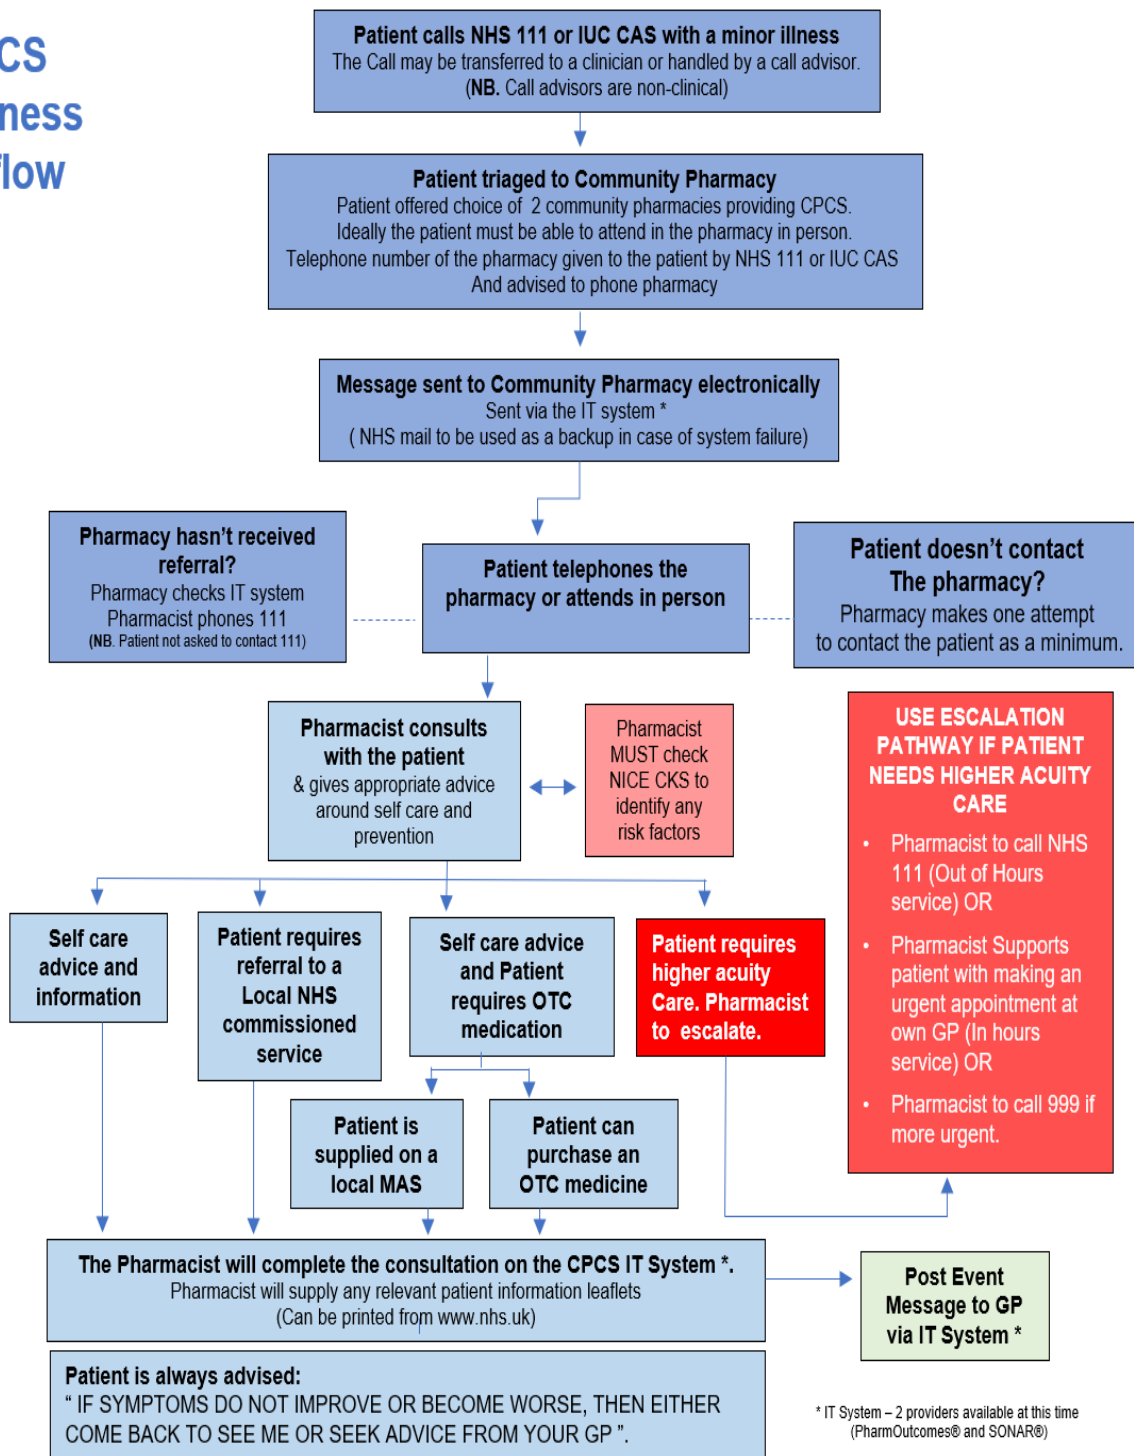 CS
ness
flow
Patient calls NHS 111 or IUC CAS with a minor illness
The Call may be transferred to a clinician or handled by a call advisor.
(NB. Call advisors are non-clinical)
Patient triaged to Community Pharmacy
Patient offered choice of 2 community pharmacies providing CPCS.
Ideally the patient must be able to attend in the pharmacy in person.
Telephone number of the pharmacy given to the patient by NHS 111 or IUC CAS
And advised to phone pharmacy
Message sent to Community Pharmacy electronically
Sent via the IT system *
( NHS mail to be used as a backup in case of system failure)
Pharmacy hasn’t received
referral?
Pharmacy checks IT system
Pharmacist phones 111
(NB. Patient not asked to contact 111)
Patient telephones the
pharmacy or attends in person
Patient doesn’t contact
The pharmacy?
Pharmacy makes one attempt
to contact the patient as a minimum.
Pharmacist consults
with the patient
& gives appropriate advice
around self care and
prevention
Pharmacist
MUST check
NICE CKS to
identify any
risk factors
USE ESCALATION
PATHWAY IF PATIENT
NEEDS HIGHER ACUITY
CARE
• Pharmacist to call NHS
111 (Out of Hours
service) OR
• Pharmacist Supports
patient with making an
urgent appointment at
own GP (In hours
service) OR
• Pharmacist to call 999 if
more urgent.
Self care
advice and
information
Patient requires
referral to a
Local NHS
commissioned
service
Self care advice
and Patient
requires OTC
medication
Patient requires
higher acuity
Care. Pharmacist
to escalate.
Patient is
supplied on a
local MAS
Patient can
purchase an
OTC medicine
The Pharmacist will complete the consultation on the CPCS IT System *.
Pharmacist will supply any relevant patient information leaflets
(Can be printed from www.nhs.uk)
Post Event
Message to GP
via IT System *
Patient is always advised:
“ IF SYMPTOMS DO NOT IMPROVE OR BECOME WORSE, THEN EITHER
COME BACK TO SEE ME OR SEEK ADVICE FROM YOUR GP ”.
* IT System – 2 providers available at this time
(PharmOutcomes® and SONAR®)